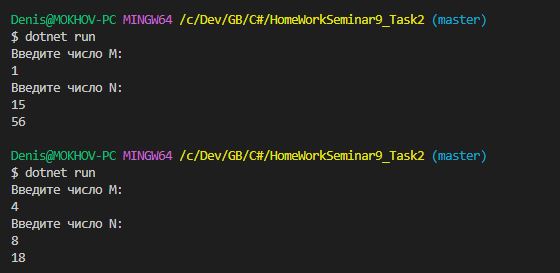 Denis@MOKHOV-PC MINGW64 /c/Dev/GB/C#/HomeWorkSeminar9_Task2 (master)
$ dotnet run
Введите число M:
1
Введите число N:
15
56
Denis@MOKHOV-PC MINGW64 /c/Dev/GB/C#/HomeWorkSeminar9_Task2 (master)
$ dotnet run
Введите число M:
4
Введите число N:
8
18